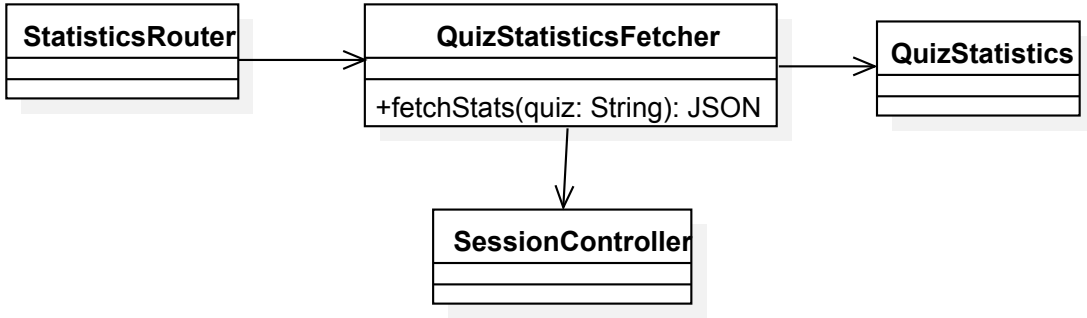 StatisticsRouter
QuizStatisticsFetcher
+fetchStats(quiz: String): JSON
QuizStatistics
SessionController